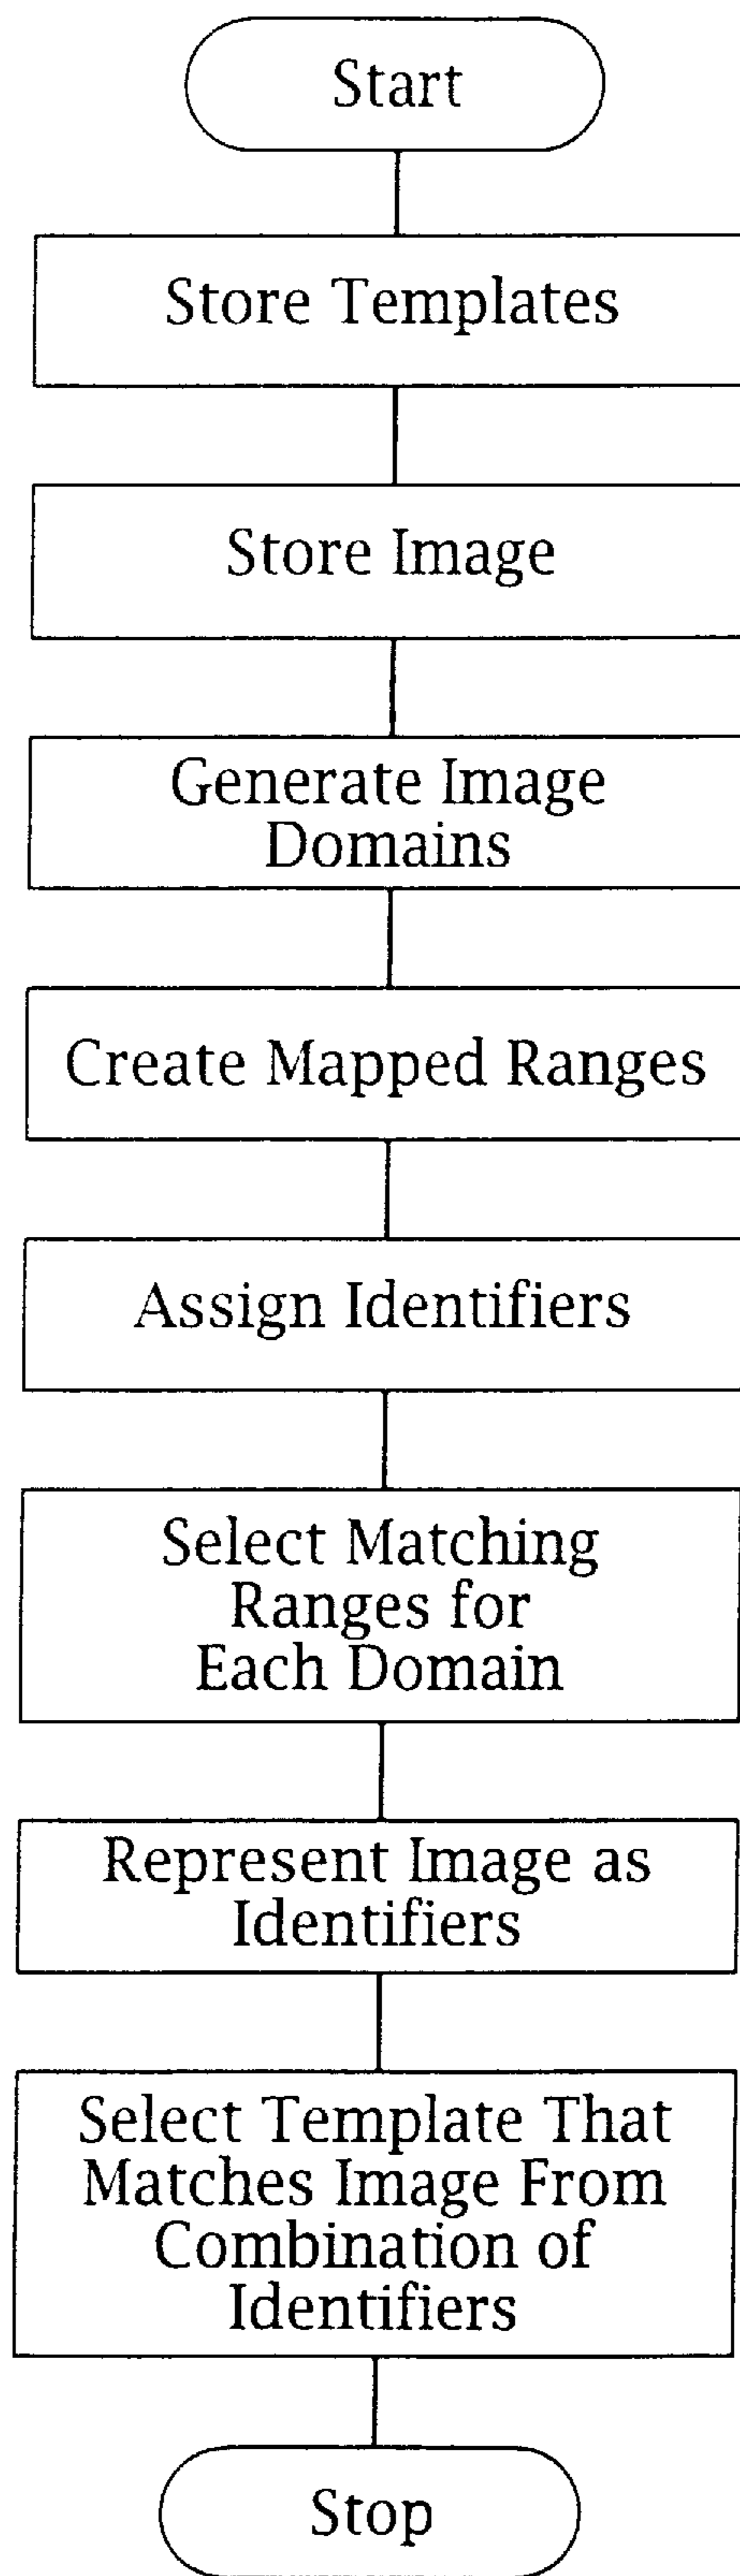 Start
Store Templates
Store Image
Generate Image
Domains
Create Mapped Ranges
Assign Identifiers
Select Matching
Ranges for
Each Domain
Represent Image as
Identifiers
Select Template That
Matches Image From
Combination of
Identifiers
Stop